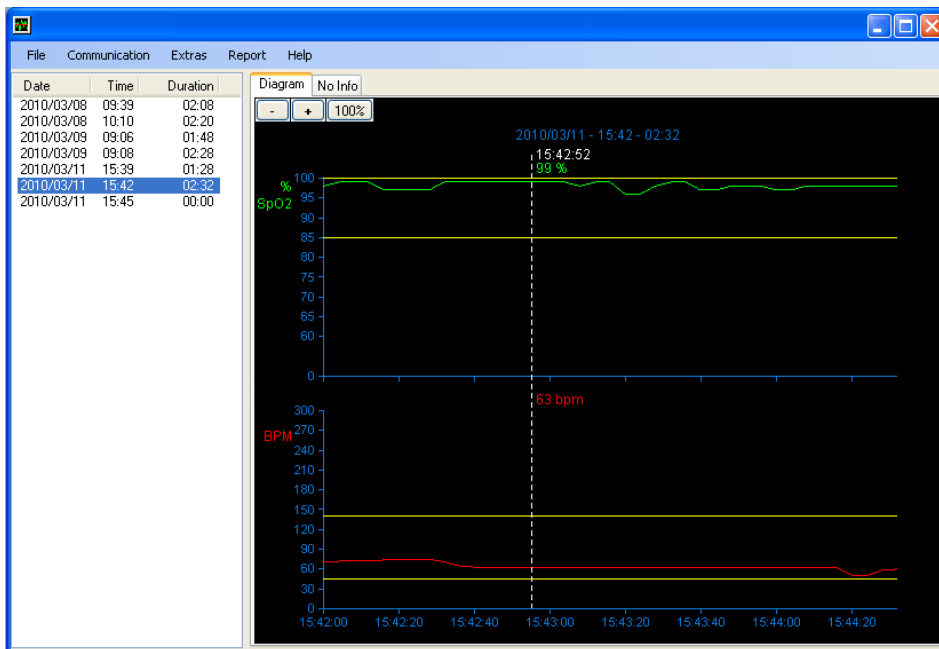 File Communication Extras Report Help
Date Time Duration
2010/03/08 09:39 02:08
2010/03/08 10:10 02:20
2010/03/09 09:06 01:48
2010/03/09 09:08 02:28
2010/03/11 15:39 01:28
2010/03/11 15:42 02:32
2010/03/11 15:45 00:00
Diagram No Info
- + 100%
2010/03/11 - 15:42 - 02:32
15:42:52
99 %
% SpO2
100
95
90
85
80
75
70
65
60
0
63 bpm
BPM
300
270
240
210
180
150
120
90
60
30
0
15:42:00 15:42:20 15:42:40 15:43:00 15:43:20 15:43:40 15:44:00 15:44:20